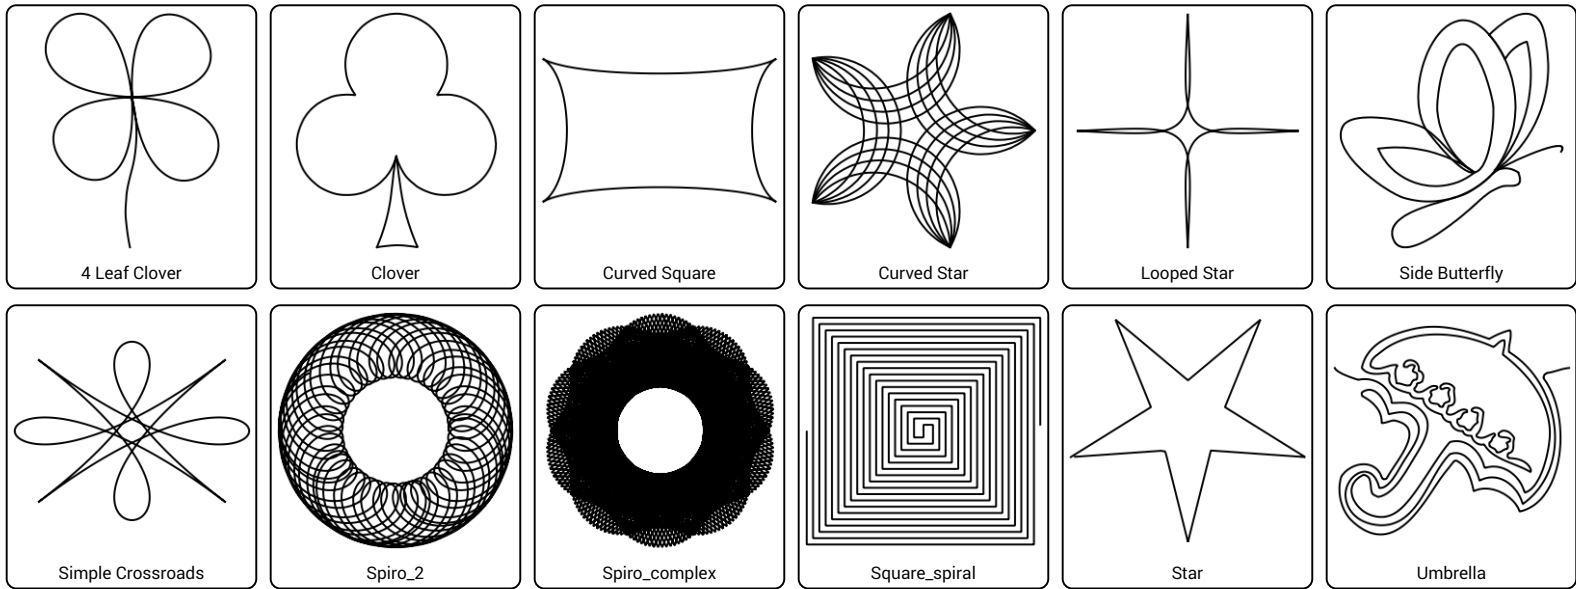 4 Leaf Clover
Clover
Curved Square
Curved Star
Looped Star
Side Butterfly
Simple Crossroads
Spiro_2
Spiro_complex
Square_spiral
Star
Umbrella